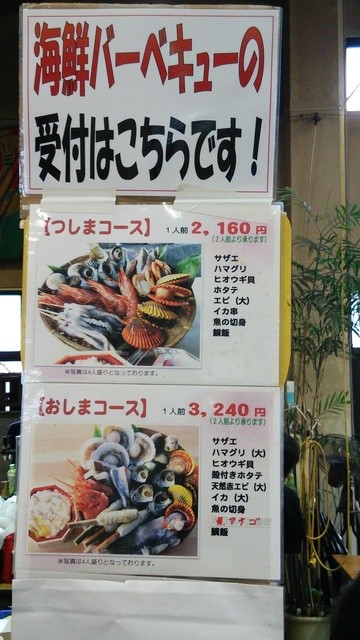 海鮮バーベキューの
受付はこちらです！
【つしまコース】 1人前 2,160円
(2人前より承ります)
サザエ
ハマグリ
ヒオウギ貝
ホタテ
エビ（大）
イカ串
魚の切身
鯛飯
※写真は4人盛りとなっております。
【おしまコース】 1人前 3,240円
(2人前より承ります)
サザエ
ハマグリ（大）
ヒオウギ貝
殻付きホタテ
天然赤エビ（大）
イカ（大）
魚の切身
アナゴ
鯛飯
※写真は4人盛りとなっております。